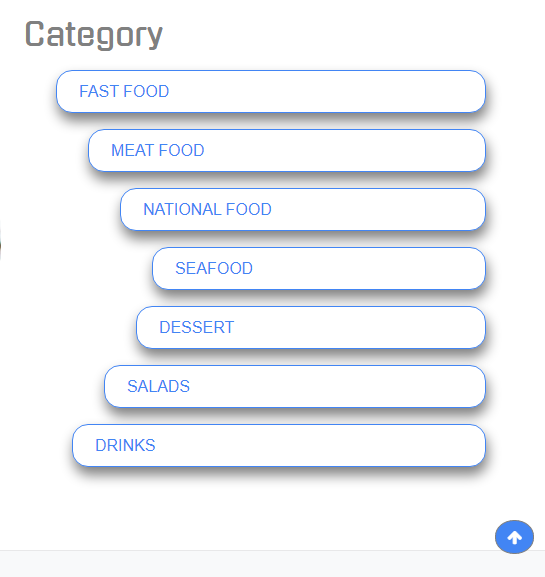 Category
FAST FOOD
MEAT FOOD
NATIONAL FOOD
SEAFOOD
DESSERT
SALADS
DRINKS